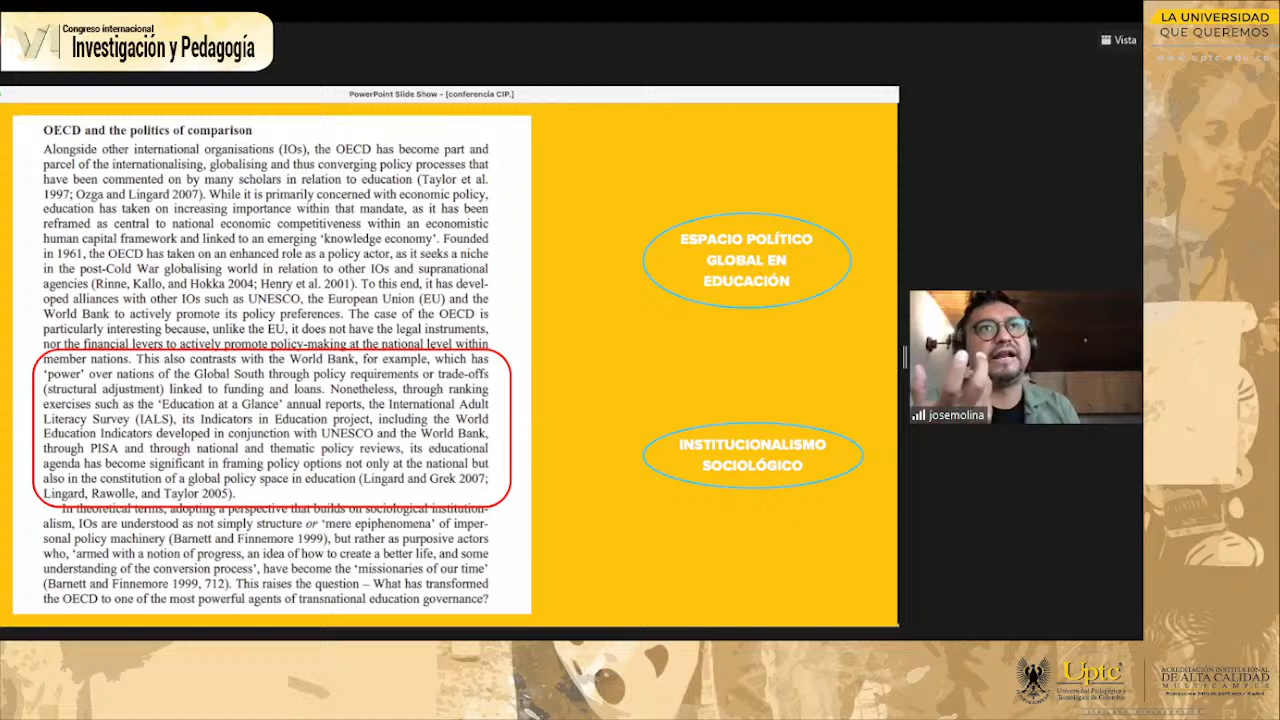 VI
Congreso internacional
Investigación y Pedagogía
LA UNIVERSIDAD
QUE QUEREMOS
www.uptc.edu.co
Vista
PowerPoint Slide Show - [conferencia CIP.]
OECD and the politics of comparison
Alongside other international organisations (IOs), the OECD has become part and
parcel of the internationalising, globalising and thus converging policy processes that
have been commented on by many scholars in relation to education (Taylor et al.
1997; Ozga and Lingard 2007). While it is primarily concerned with economic policy,
education has taken on increasing importance within that mandate, as it has been
reframed as central to national economic competitiveness within an economistic
human capital framework and linked to an emerging ‘knowledge economy’. Founded
in 1961, the OECD has taken on an enhanced role as a policy actor, as it seeks a niche
in the post-Cold War globalising world in relation to other IOs and supranational
agencies (Rinne, Kallo, and Hokka 2004; Henry et al. 2001). To this end, it has devel-
oped alliances with other IOs such as UNESCO, the European Union (EU) and the
World Bank to actively promote its policy preferences. The case of the OECD is
particularly interesting because, unlike the EU, it does not have the legal instruments,
nor the financial levers to actively promote policy-making at the national level within
member nations. This also contrasts with the World Bank, for example, which has
‘power’ over nations of the Global South through policy requirements or trade-offs
(structural adjustment) linked to funding and loans. Nonetheless, through ranking
exercises such as the ‘Education at a Glance’ annual reports, the International Adult
Literacy Survey (IALS), its Indicators in Education project, including the World
Education Indicators developed in conjunction with UNESCO and the World Bank,
through PISA and through national and thematic policy reviews, its educational
agenda has become significant in framing policy options not only at the national but
also in the constitution of a global policy space in education (Lingard and Grek 2007;
Lingard, Rawolle, and Taylor 2005).
In theoretical terms, adopting a perspective that builds on sociological institution-
alism, IOs are understood as not simply structure or ‘mere epiphenomena’ of imper-
sonal policy machinery (Barnett and Finnemore 1999), but rather as purposive actors
who, ‘armed with a notion of progress, an idea of how to create a better life, and some
understanding of the conversion process’, have become the ‘missionaries of our time’
(Barnett and Finnemore 1999, 712). This raises the question – What has transformed
the OECD to one of the most powerful agents of transnational education governance?
ESPACIO POLÍTICO
GLOBAL EN
EDUCACIÓN
INSTITUCIONALISMO
SOCIOLÓGICO
josemolina
Uptc
Universidad Pedagógica y
Tecnológica de Colombia
ACREDITACIÓN INSTITUCIONAL
DE ALTA CALIDAD
MULTICAMPUS